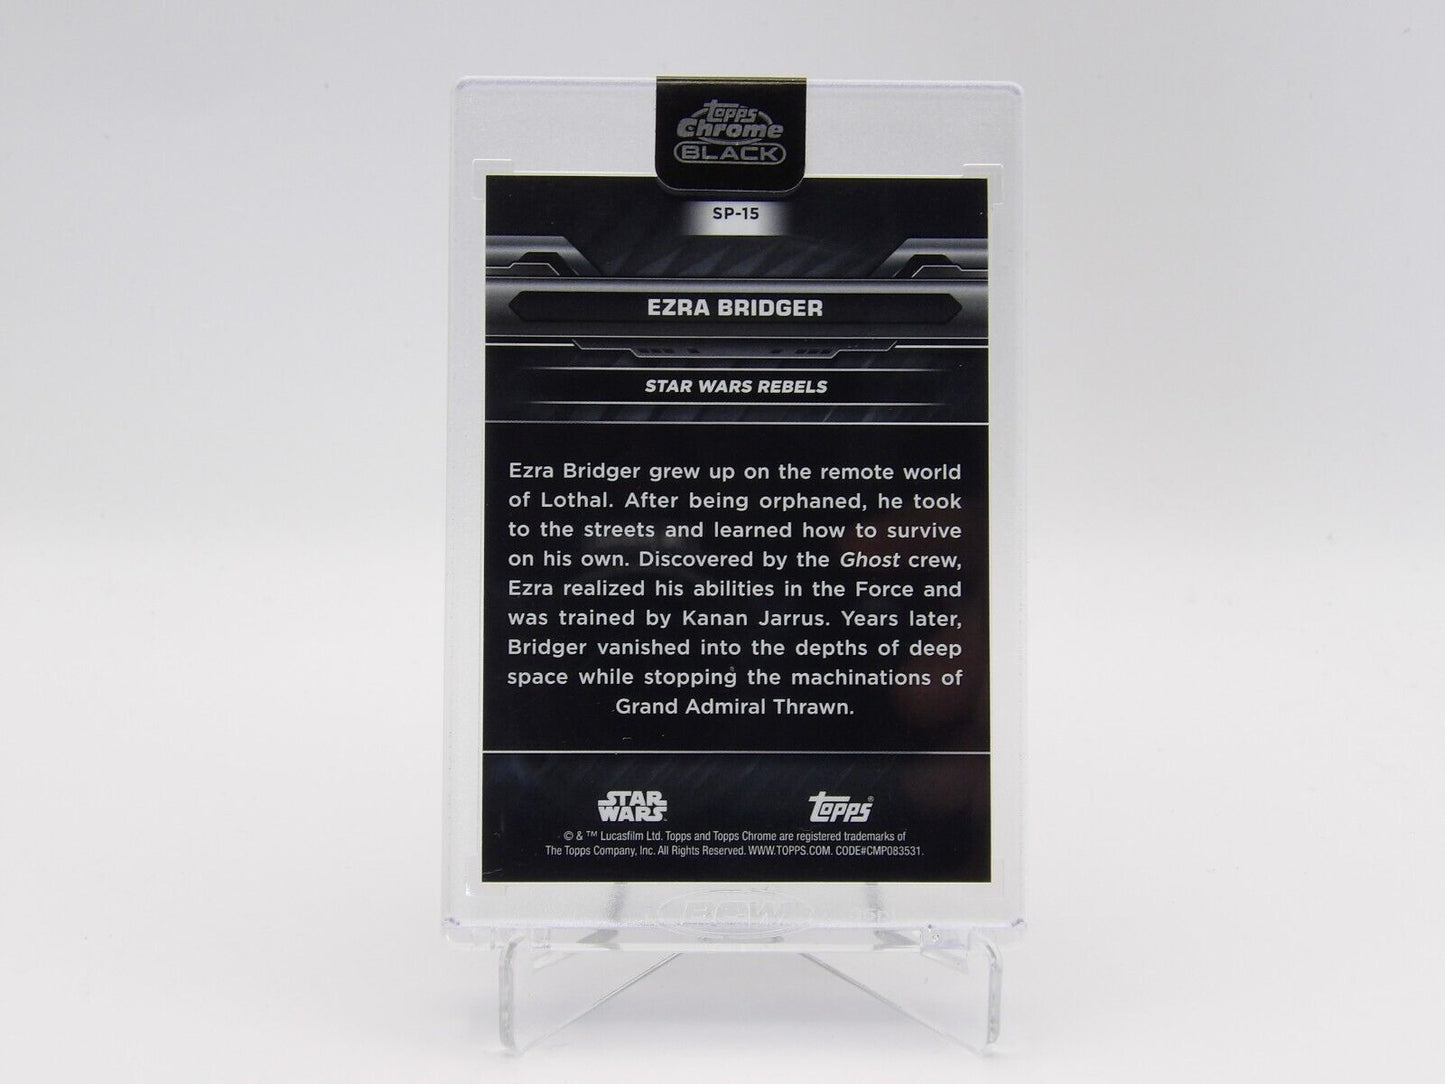 Topps
Chrome
BLACK
SP-15
EZRA BRIDGER
STAR WARS REBELS
Ezra Bridger grew up on the remote world
of Lothal. After being orphaned, he took
to the streets and learned how to survive
on his own. Discovered by the Ghost crew,
Ezra realized his abilities in the Force and
was trained by Kanan Jarrus. Years later,
Bridger vanished into the depths of deep
space while stopping the machinations of
Grand Admiral Thrawn.
STAR WARS
Topps®
© & ™ Lucasfilm Ltd. Topps and Topps Chrome are registered trademarks of
The Topps Company, Inc. All Rights Reserved. WWW.TOPPS.COM. CODE#CMP083531.
BCW